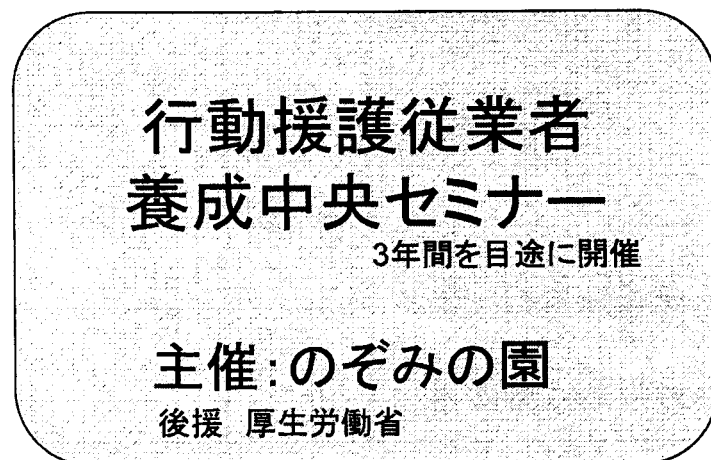 行動援護従業者
養成中央セミナー
3年間を目途に開催
主催:のぞみの園
後援 厚生労働省